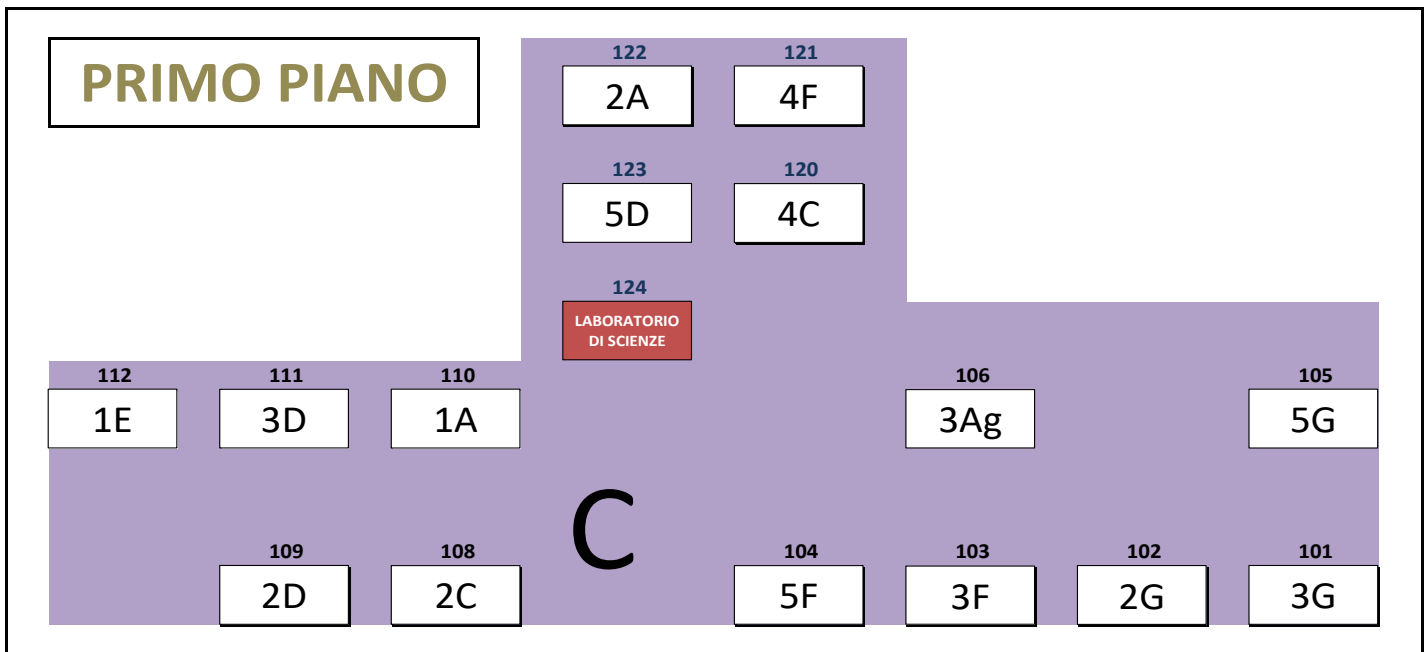 PRIMO PIANO
122 121
2A 4F
123 120
5D 4C
124
LABORATORIO
DI SCIENZE
112 111 110 106 105
1E 3D 1A 3Ag 5G
C
109 108 104 103 102 101
2D 2C 5F 3F 2G 3G